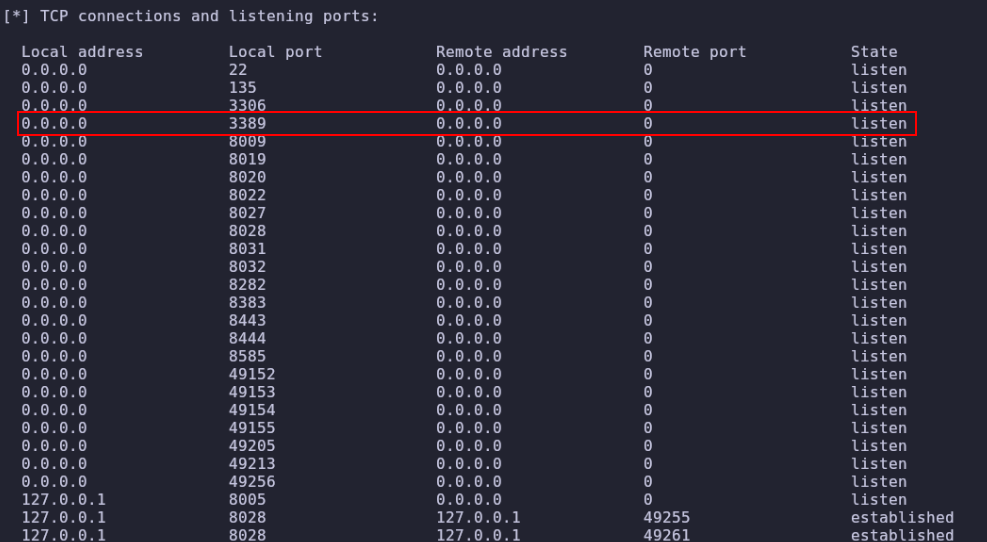 [*] TCP connections and listening ports:
Local address Local port Remote address Remote port State
0.0.0.0 22 0.0.0.0 0 listen
0.0.0.0 135 0.0.0.0 0 listen
0.0.0.0 3306 0.0.0.0 0 listen
0.0.0.0 3389 0.0.0.0 0 listen
0.0.0.0 8009 0.0.0.0 0 listen
0.0.0.0 8019 0.0.0.0 0 listen
0.0.0.0 8020 0.0.0.0 0 listen
0.0.0.0 8022 0.0.0.0 0 listen
0.0.0.0 8027 0.0.0.0 0 listen
0.0.0.0 8028 0.0.0.0 0 listen
0.0.0.0 8031 0.0.0.0 0 listen
0.0.0.0 8032 0.0.0.0 0 listen
0.0.0.0 8282 0.0.0.0 0 listen
0.0.0.0 8383 0.0.0.0 0 listen
0.0.0.0 8443 0.0.0.0 0 listen
0.0.0.0 8444 0.0.0.0 0 listen
0.0.0.0 8585 0.0.0.0 0 listen
0.0.0.0 49152 0.0.0.0 0 listen
0.0.0.0 49153 0.0.0.0 0 listen
0.0.0.0 49154 0.0.0.0 0 listen
0.0.0.0 49155 0.0.0.0 0 listen
0.0.0.0 49205 0.0.0.0 0 listen
0.0.0.0 49213 0.0.0.0 0 listen
0.0.0.0 49256 0.0.0.0 0 listen
127.0.0.1 8005 0.0.0.0 0 listen
127.0.0.1 8028 127.0.0.1 49255 established
127.0.0.1 8028 127.0.0.1 49261 established